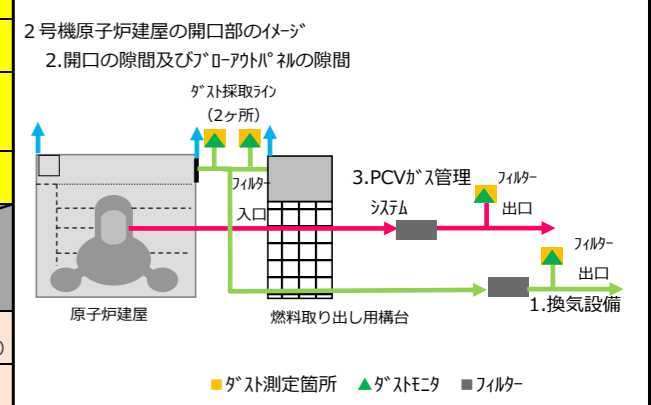 2号機原子炉建屋の開口部のイメージ
2.開口の隙間及びブローアウトパネルの隙間
ダスト採取ライン
(2ヶ所)
フィルター
入口
3.PCVガス管理
システム
フィルター
出口
フィルター
出口
1.換気設備
原子炉建屋
燃料取り出し用構台
■ダスト測定箇所 ▲ダストモニタ ■フィルター
)